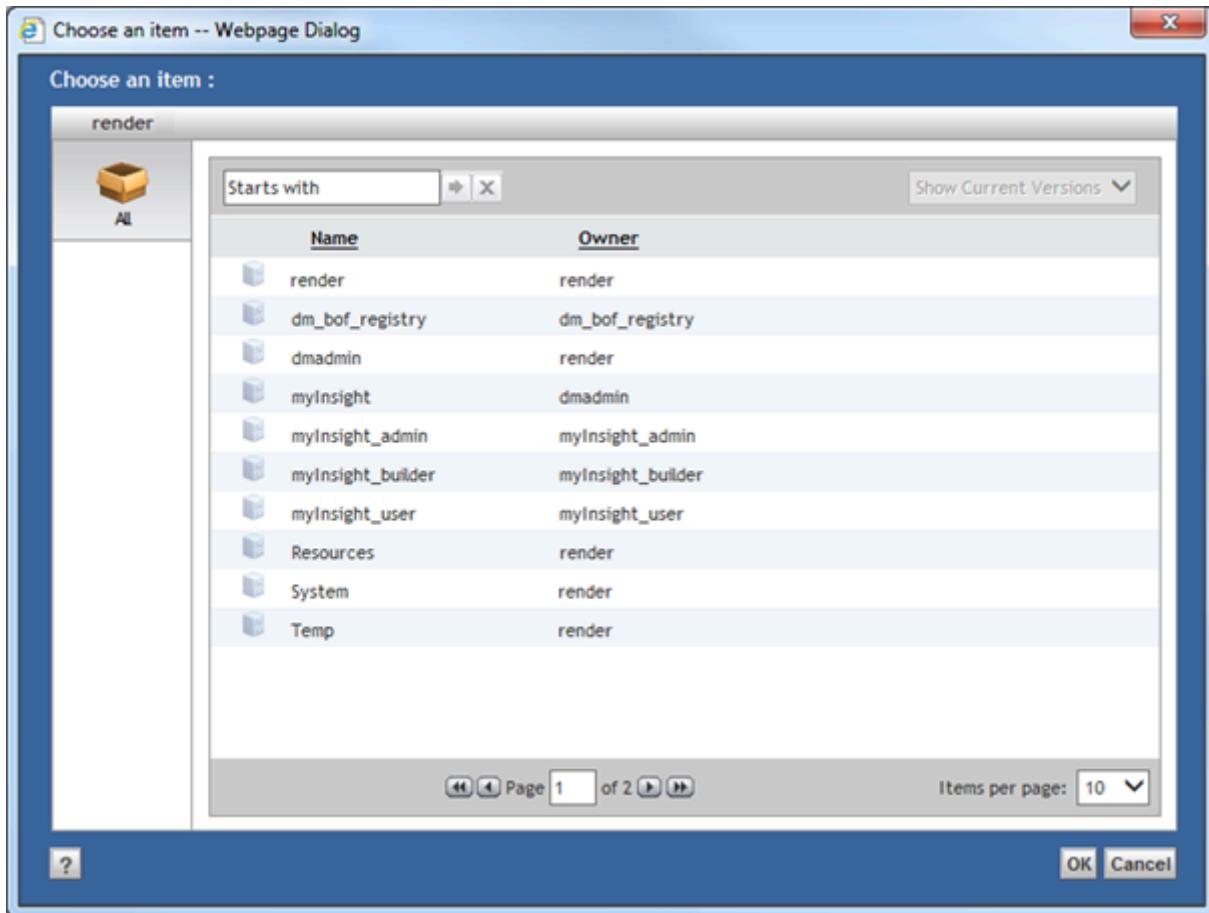 Choose an item -- Webpage Dialog
Choose an item :
render
All
Starts with
Show Current Versions
Name Owner
render render
dm_bof_registry dm_bof_registry
dmadmin render
myInsight dmadmin
myInsight_admin myInsight_admin
myInsight_builder myInsight_builder
myInsight_user myInsight_user
Resources render
System render
Temp render
Page 1 of 2 Items per page: 10
? OK Cancel